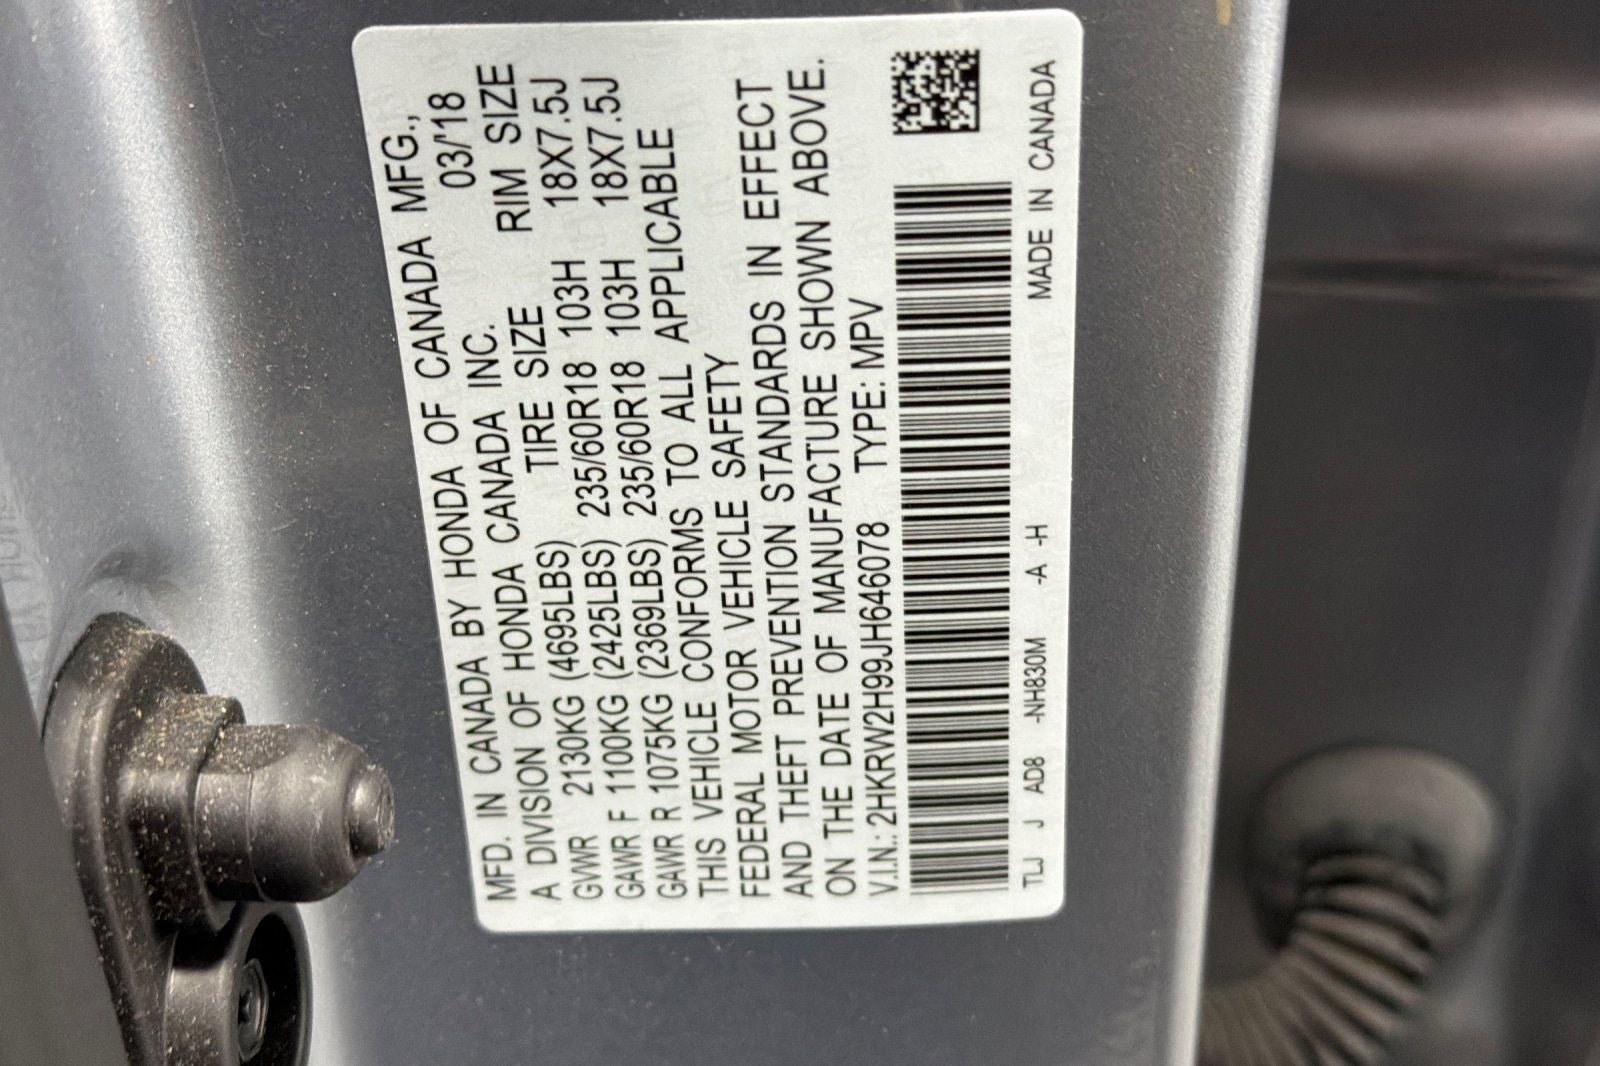 MFD. IN CANADA BY HONDA OF CANADA MFG.,
A DIVISION OF HONDA CANADA INC. 03/'18
TIRE SIZE RIM SIZE
GVWR 2130KG (4695LBS) 235/60R18 103H 18X7.5J
GAWR F 1100KG (2425LBS) 235/60R18 103H 18X7.5J
GAWR R 1075KG (2369LBS)
THIS VEHICLE CONFORMS TO ALL APPLICABLE
FEDERAL MOTOR VEHICLE SAFETY
AND THEFT PREVENTION STANDARDS IN EFFECT
ON THE DATE OF MANUFACTURE SHOWN ABOVE.
V.I.N.: 2HKRW2H99JH646078 TYPE: MPV
TLJ J AD8 -NH830M -A -H MADE IN CANADA